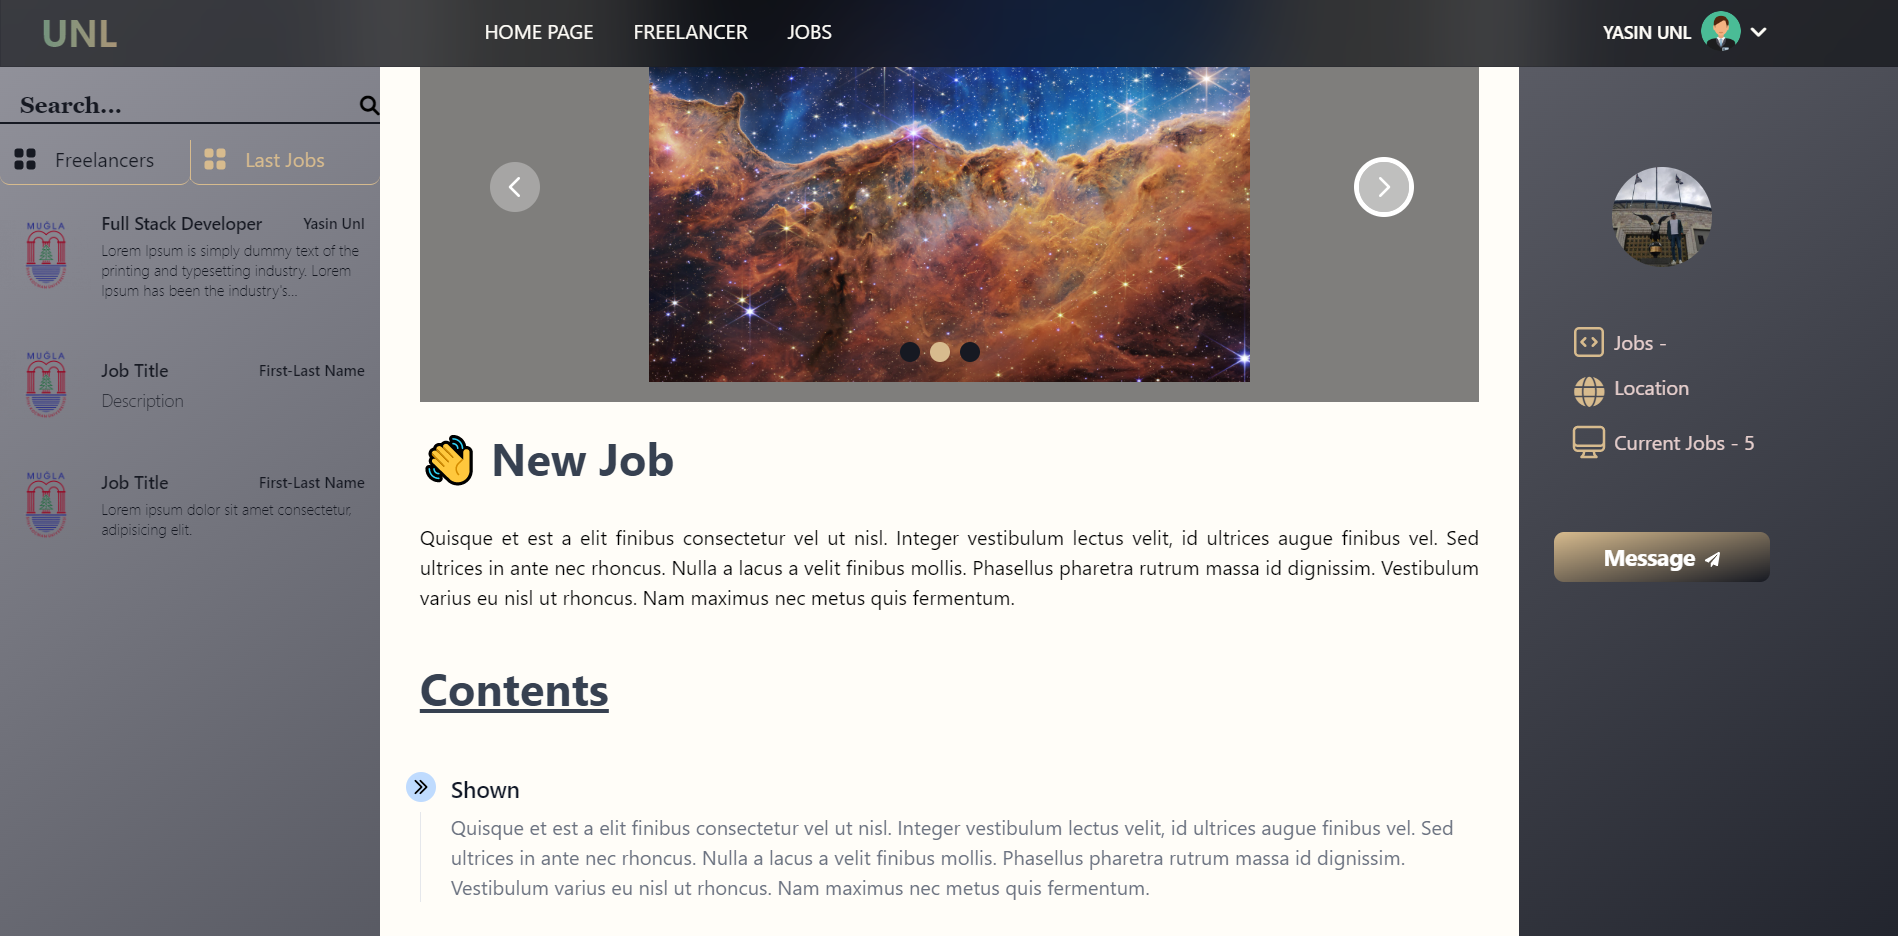 UNL
HOME PAGE
FREELANCER
JOBS
YASIN UNL
Search...
Freelancers
Last Jobs
MUĞLA
Full Stack Developer
Yasin Unl
Lorem Ipsum is simply dummy text of the
printing and typesetting industry. Lorem
Ipsum has been the industry's...
MUĞLA
Job Title
First-Last Name
Description
MUĞLA
Job Title
First-Last Name
Lorem ipsum dolor sit amet consectetur,
adipisicing elit.
New Job
Quisque et est a elit finibus consectetur vel ut nisl. Integer vestibulum lectus velit, id ultrices augue finibus vel. Sed
ultrices in ante nec rhoncus. Nulla a lacus a velit finibus mollis. Phasellus pharetra rutrum massa id dignissim. Vestibulum
varius eu nisl ut rhoncus. Nam maximus nec metus quis fermentum.
Contents
Shown
Quisque et est a elit finibus consectetur vel ut nisl. Integer vestibulum lectus velit, id ultrices augue finibus vel. Sed
ultrices in ante nec rhoncus. Nulla a lacus a velit finibus mollis. Phasellus pharetra rutrum massa id dignissim.
Vestibulum varius eu nisl ut rhoncus. Nam maximus nec metus quis fermentum.
Jobs -
Location
Current Jobs - 5
Message